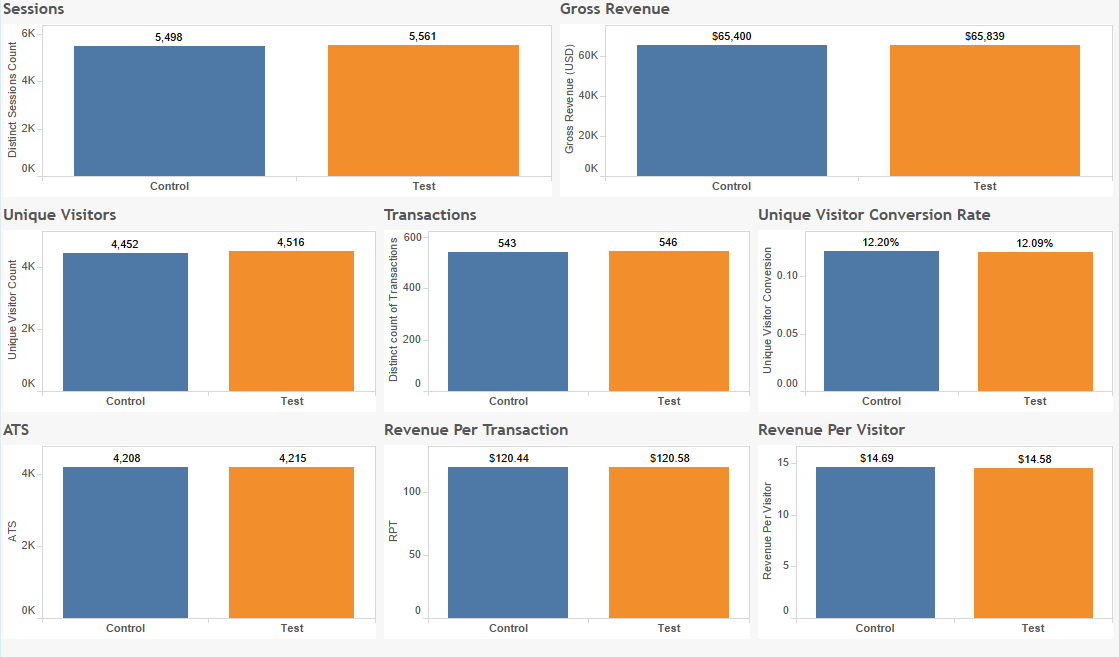 Sessions
Distinct Sessions Count
6K
4K
2K
0K
5,498
5,561
Control
Test
Gross Revenue
Gross Revenue (USD)
60K
40K
20K
0K
$65,400
$65,839
Control
Test
Unique Visitors
Unique Visitor Count
4K
2K
0K
4,452
4,516
Control
Test
Transactions
Distinct count of Transactions
600
400
200
0
543
546
Control
Test
Unique Visitor Conversion Rate
Unique Visitor Conversion
0.10
0.05
0.00
12.20%
12.09%
Control
Test
ATS
ATS
4K
2K
0K
4,208
4,215
Control
Test
Revenue Per Transaction
RPT
100
50
0
$120.44
$120.58
Control
Test
Revenue Per Visitor
Revenue Per Visitor
15
10
5
0
$14.69
$14.58
Control
Test